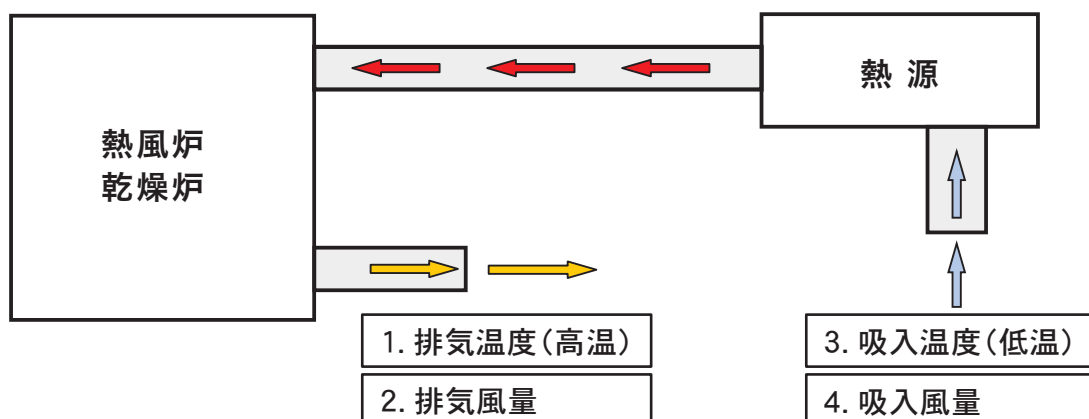 熱源
熱風炉
乾燥炉
1. 排気温度(高温)
2. 排気風量
3. 吸入温度(低温)
4. 吸入風量